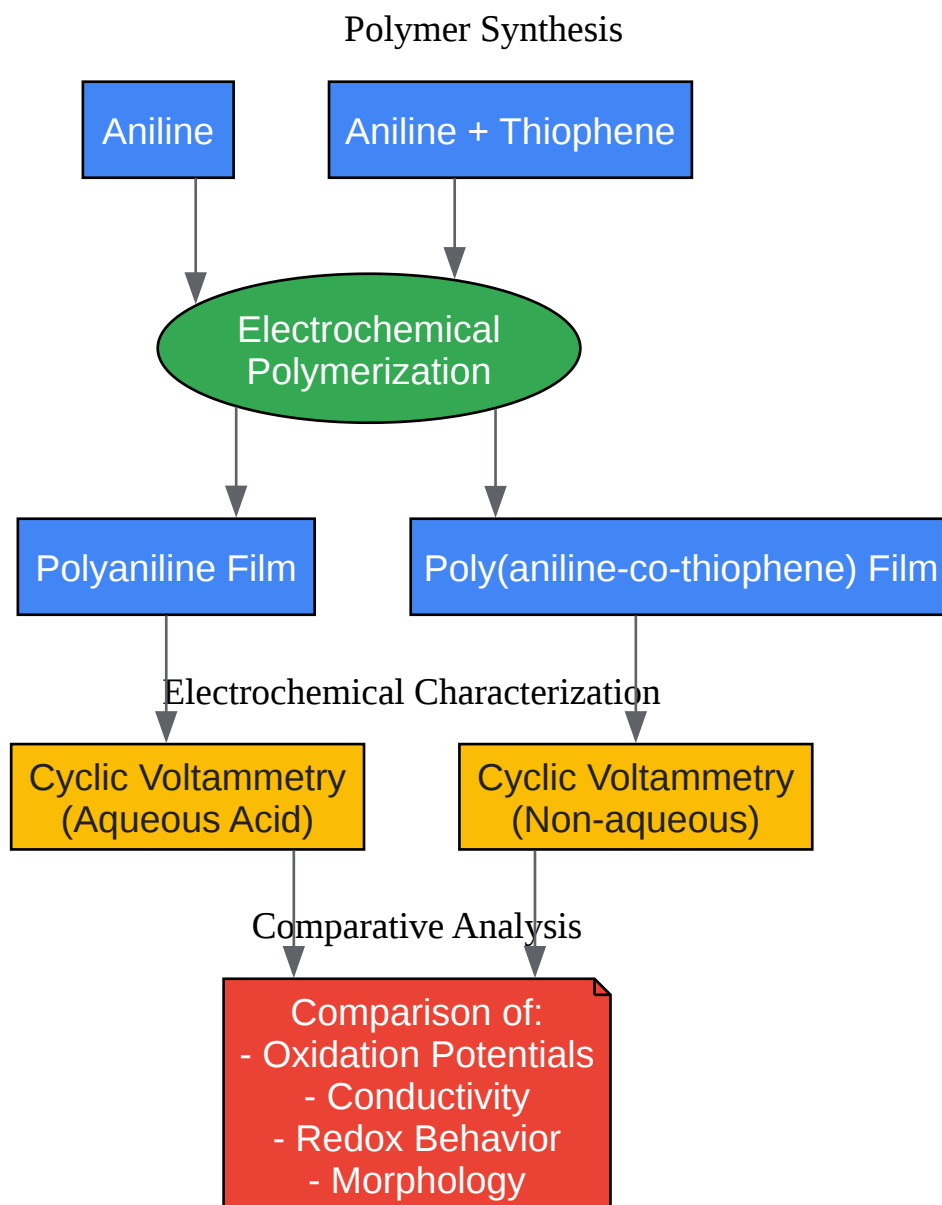 Polymer Synthesis
Aniline
Aniline + Thiophene
Electrochemical
Polymerization
Polyaniline Film
Poly(aniline-co-thiophene) Film
Electrochemical Characterization
Cyclic Voltammetry
(Aqueous Acid)
Cyclic Voltammetry
(Non-aqueous)
Comparative Analysis
Comparison of:
- Oxidation Potentials
- Conductivity
- Redox Behavior
- Morphology